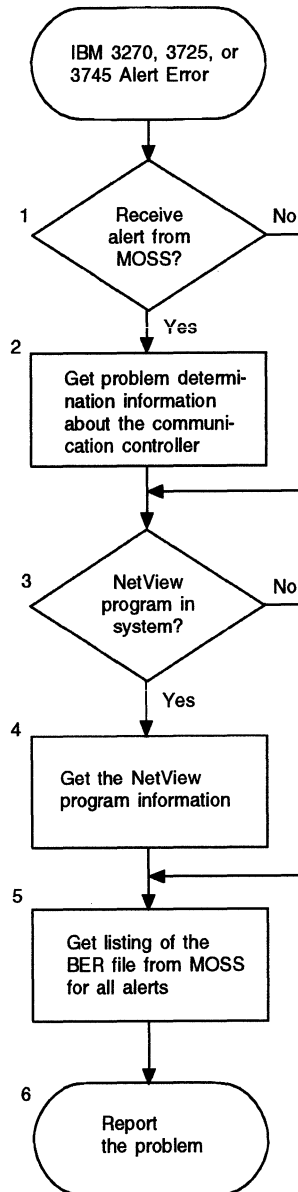 IBM 3270, 3725, or
3745 Alert Error
1
Receive
alert from
MOSS?
No
Yes
2
Get problem determi-
nation information
about the communi-
cation controller
3
NetView
program in
system?
No
Yes
4
Get the NetView
program information
5
Get listing of the
BER file from MOSS
for all alerts
6
Report
the problem